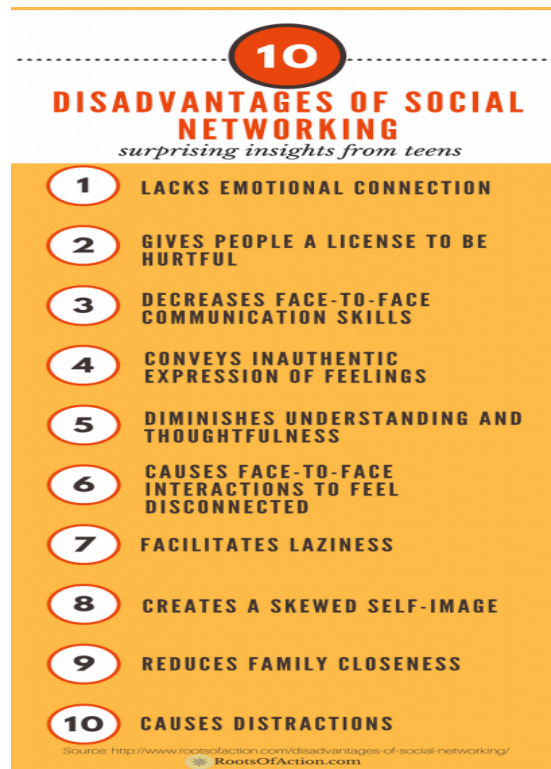 10
DISADVANTAGES OF SOCIAL
NETWORKING
surprising insights from teens
1 LACKS EMOTIONAL CONNECTION
2 GIVES PEOPLE A LICENSE TO BE
HURTFUL
3 DECREASES FACE-TO-FACE
COMMUNICATION SKILLS
4 CONVEYS INAUTHENTIC
EXPRESSION OF FEELINGS
5 DIMINISHES UNDERSTANDING AND
THOUGHTFULNESS
6 CAUSES FACE-TO-FACE
INTERACTIONS TO FEEL
DISCONNECTED
7 FACILITATES LAZINESS
8 CREATES A SKEWED SELF-IMAGE
9 REDUCES FAMILY CLOSENESS
10 CAUSES DISTRACTIONS
Source: http://www.rootsofaction.com/disadvantages-of-social-networking/
RootsOfAction.com